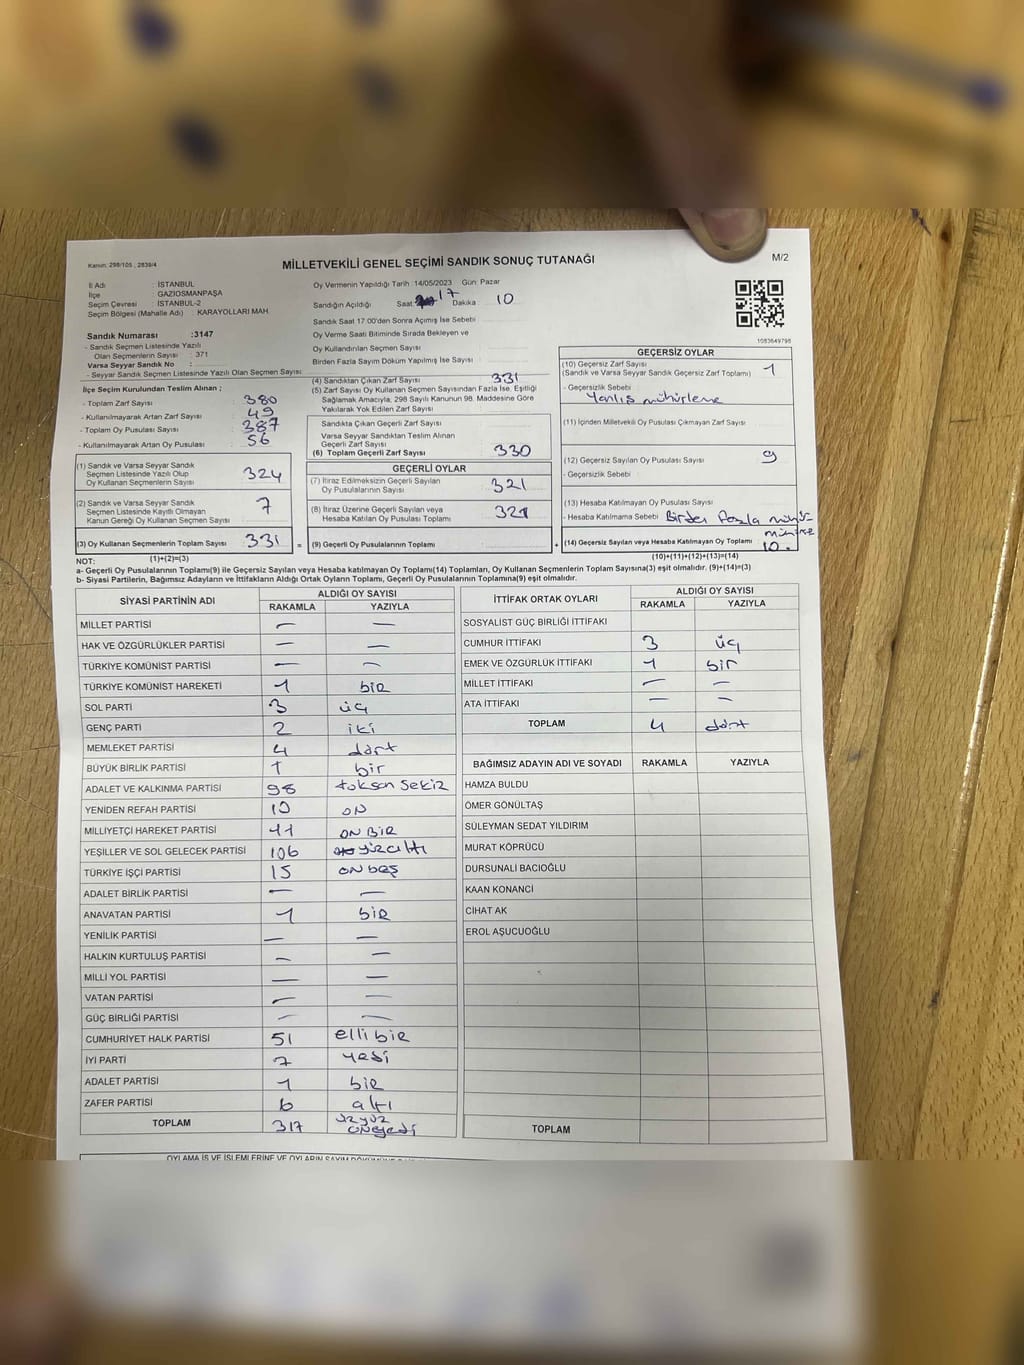 Kanun: 298/105 , 2839/4
MİLLETVEKİLİ GENEL SEÇİMİ SANDIK SONUÇ TUTANAĞI
M/2
İl Adı : İSTANBUL
İlçe : GAZİOSMANPAŞA
Seçim Çevresi : İSTANBUL-2
Seçim Bölgesi (Mahalle Adı) : KARAYOLLARI MAH.
Sandık Numarası :3147
- Sandık Seçmen Listesinde Yazılı
Olan Seçmenlerin Sayısı : 371
Varsa Seyyar Sandık No :
- Seyyar Sandık Seçmen Listesinde Yazılı Olan Seçmen Sayısı :
İlçe Seçim Kurulundan Teslim Alınan ;
- Toplam Zarf Sayısı : 380
- Kullanılmayarak Artan Zarf Sayısı : 49
- Toplam Oy Pusulası Sayısı : 387
- Kullanılmayarak Artan Oy Pusulası : 56
(1) Sandık ve Varsa Seyyar Sandık
Seçmen Listesinde Yazılı Olup
Oy Kullanan Seçmenlerin Sayısı : 324
(2) Sandık ve Varsa Seyyar Sandık
Seçmen Listesinde Kayıtlı Olmayan
Kanun Gereği Oy Kullanan Seçmen Sayısı : 7
(3) Oy Kullanan Seçmenlerin Toplam Sayısı 331 =
Oy Vermenin Yapıldığı Tarih :14/05/2023 Gün: Pazar
Sandığın Açıldığı Saat: 17 Dakika : 10
Sandık Saat 17.00'den Sonra Açımış İse Sebebi
Oy Verme Saati Bitiminde Sırada Bekleyen ve
Oy Kullandırılan Seçmen Sayısı
Birden Fazla Sayım Döküm Yapılmış İse Sayısı :
(4) Sandıktan Çıkan Zarf Sayısı : 331
(5) Zarf Sayısı Oy Kullanan Seçmen Sayısından Fazla İse, Eşitliği
Sağlamak Amacıyla, 298 Sayılı Kanunun 98. Maddesine Göre
Yakılarak Yok Edilen Zarf Sayısı :
Sandıkta Çıkan Geçerli Zarf Sayısı :
Varsa Seyyar Sandıktan Teslim Alınan
Geçerli Zarf Sayısı :
(6) Toplam Geçerli Zarf Sayısı : 330
GEÇERLİ OYLAR
(7) İtiraz Edilmeksizin Geçerli Sayılan
Oy Pusulalarının Sayısı : 321
(8) İtiraz Üzerine Geçerli Sayılan veya
Hesaba Katılan Oy Pusulası Toplamı : 321
(9) Geçerli Oy Pusulalarının Toplamı : +
1083649798
GEÇERSİZ OYLAR
(10) Geçersiz Zarf Sayısı
(Sandık ve Varsa Seyyar Sandık Geçersiz Zarf Toplamı) : 1
- Geçersizlik Sebebi :
Yanlış mühürleme
(11) İçinden Milletvekili Oy Pusulası Çıkmayan Zarf Sayısı :
(12) Geçersiz Sayılan Oy Pusulası Sayısı : 9
- Geçersizlik Sebebi :
(13) Hesaba Katılmayan Oy Pusulası Sayısı :
- Hesaba Katılmama Sebebi : Birden fazla
(14) Geçersiz Sayılan veya Hesaba Katılmayan Oy Toplamı : 10.
NOT: (1)+(2)=(3) (10)+(11)+(12)+(13)=(14)
a- Geçerli Oy Pusulalarının Toplamı(9) ile Geçersiz Sayılan veya Hesaba katılmayan Oy Toplamı(14) Toplamları, Oy Kullanan Seçmenlerin Toplam Sayısına(3) eşit olmalıdır. (9)+(14)=(3)
b- Siyasi Partilerin, Bağımsız Adayların ve İttifakların Aldığı Ortak Oyların Toplamı, Geçerli Oy Pusulalarının Toplamına(9) eşit olmalıdır.
SİYASİ PARTİNİN ADI ALDIĞI OY SAYISI
RAKAMLA YAZIYLA
MİLLET PARTİSİ — —
HAK VE ÖZGÜRLÜKLER PARTİSİ — —
TÜRKİYE KOMÜNİST PARTİSİ — —
TÜRKİYE KOMÜNİST HAREKETİ 1 bir
SOL PARTİ 3 üç
GENÇ PARTİ 2 iki
MEMLEKET PARTİSİ 4 dört
BÜYÜK BİRLİK PARTİSİ 1 bir
ADALET VE KALKINMA PARTİSİ 98 toksan sekiz
YENİDEN REFAH PARTİSİ 10 on
MİLLİYETÇİ HAREKET PARTİSİ 11 on bir
YEŞİLLER VE SOL GELECEK PARTİSİ 106 yüzaltı
TÜRKİYE İŞÇİ PARTİSİ 15 on beş
ADALET BİRLİK PARTİSİ — —
ANAVATAN PARTİSİ 1 bir
YENİLİK PARTİSİ — —
HALKIN KURTULUŞ PARTİSİ — —
MİLLİ YOL PARTİSİ — —
VATAN PARTİSİ — —
GÜÇ BİRLİĞİ PARTİSİ — —
CUMHURİYET HALK PARTİSİ 51 elli bir
İYİ PARTİ 7 yedi
ADALET PARTİSİ 1 bir
ZAFER PARTİSİ 6 altı
TOPLAM 317 üzyüz onyedi
İTTİFAK ORTAK OYLARI ALDIĞI OY SAYISI
RAKAMLA YAZIYLA
SOSYALİST GÜÇ BİRLİĞİ İTTİFAKI
CUMHUR İTTİFAKI 3 üç
EMEK VE ÖZGÜRLÜK İTTİFAKI 1 bir
MİLLET İTTİFAKI — —
ATA İTTİFAKI — —
TOPLAM 4 dört
BAĞIMSIZ ADAYIN ADI VE SOYADI RAKAMLA YAZIYLA
HAMZA BULDU
ÖMER GÖNÜLTAŞ
SÜLEYMAN SEDAT YILDIRIM
MURAT KÖPRÜCÜ
DURSUNALİ BACIOĞLU
KAAN KONANCİ
CİHAT AK
EROL AŞUCUOĞLU
TOPLAM